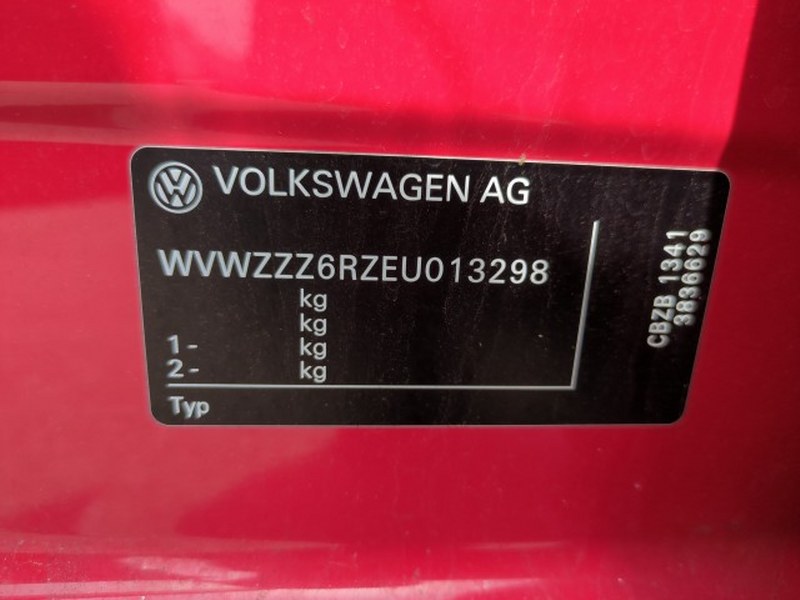 VOLKSWAGEN AG
WVWZZZ6RZEU013298
kg
kg
1- kg
2- kg
Typ
CBZB 1341
3836629